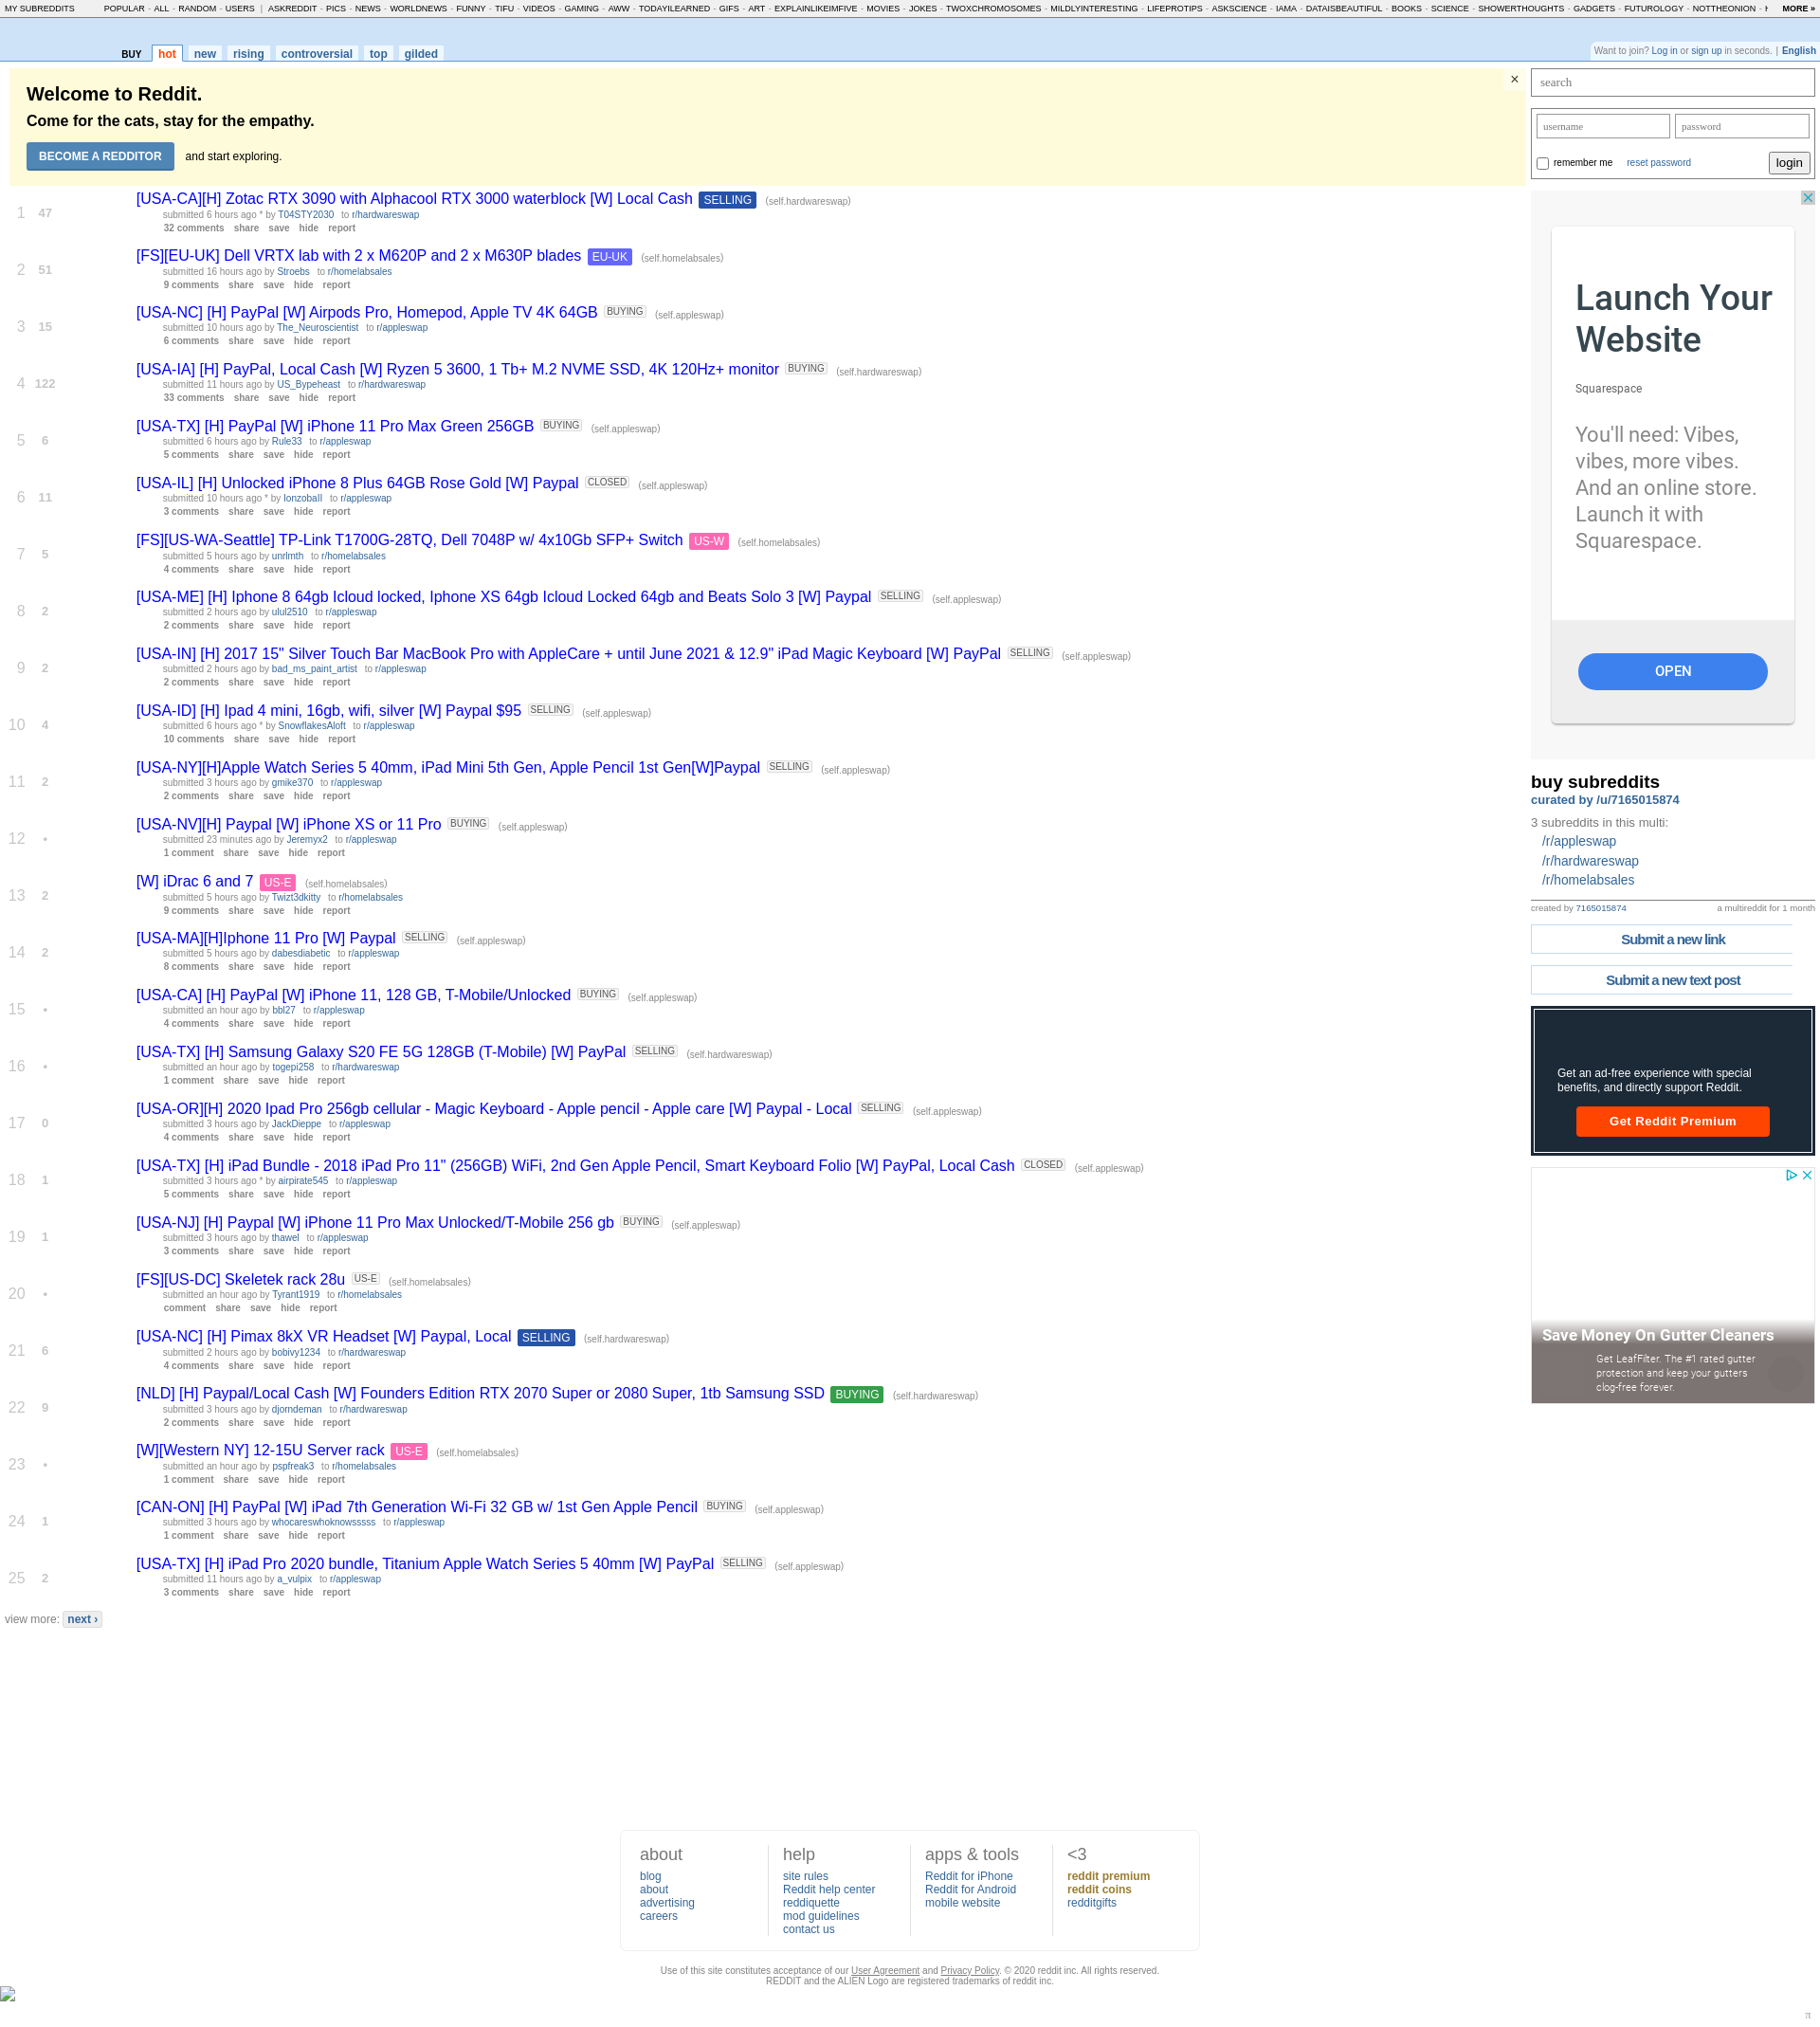 MY SUBREDDITS POPULAR - ALL - RANDOM - USERS | ASKREDDIT - PICS - NEWS - WORLDNEWS - FUNNY - TIFU - VIDEOS - GAMING - AWW - TODAYILEARNED - GIFS - ART - EXPLAINLIKEIMFIVE - MOVIES - JOKES - TWOXCHROMOSOMES - MILDLYINTERESTING - LIFEPROTIPS - ASKSCIENCE - IAMA - DATAISBEAUTIFUL - BOOKS - SCIENCE - SHOWERTHOUGHTS - GADGETS - FUTUROLOGY - NOTTHEONION - MORE »
BUY hot new rising controversial top gilded
Want to join? Log in or sign up in seconds. | English
Welcome to Reddit.
Come for the cats, stay for the empathy.
BECOME A REDDITOR and start exploring.
×
1 47 [USA-CA][H] Zotac RTX 3090 with Alphacool RTX 3000 waterblock [W] Local Cash SELLING (self.hardwareswap)
submitted 6 hours ago * by T04STY2030 to r/hardwareswap
32 comments share save hide report
2 51 [FS][EU-UK] Dell VRTX lab with 2 x M620P and 2 x M630P blades EU-UK (self.homelabsales)
submitted 16 hours ago by Stroebs to r/homelabsales
9 comments share save hide report
3 15 [USA-NC] [H] PayPal [W] Airpods Pro, Homepod, Apple TV 4K 64GB BUYING (self.appleswap)
submitted 10 hours ago by The_Neuroscientist to r/appleswap
6 comments share save hide report
4 122 [USA-IA] [H] PayPal, Local Cash [W] Ryzen 5 3600, 1 Tb+ M.2 NVME SSD, 4K 120Hz+ monitor BUYING (self.hardwareswap)
submitted 11 hours ago by US_Bypeheast to r/hardwareswap
33 comments share save hide report
5 6 [USA-TX] [H] PayPal [W] iPhone 11 Pro Max Green 256GB BUYING (self.appleswap)
submitted 6 hours ago by Rule33 to r/appleswap
5 comments share save hide report
6 11 [USA-IL] [H] Unlocked iPhone 8 Plus 64GB Rose Gold [W] Paypal CLOSED (self.appleswap)
submitted 10 hours ago * by lonzoball to r/appleswap
3 comments share save hide report
7 5 [FS][US-WA-Seattle] TP-Link T1700G-28TQ, Dell 7048P w/ 4x10Gb SFP+ Switch US-W (self.homelabsales)
submitted 5 hours ago by unrlmth to r/homelabsales
4 comments share save hide report
8 2 [USA-ME] [H] Iphone 8 64gb Icloud locked, Iphone XS 64gb Icloud Locked 64gb and Beats Solo 3 [W] Paypal SELLING (self.appleswap)
submitted 2 hours ago by ulul2510 to r/appleswap
2 comments share save hide report
9 2 [USA-IN] [H] 2017 15" Silver Touch Bar MacBook Pro with AppleCare + until June 2021 & 12.9" iPad Magic Keyboard [W] PayPal SELLING (self.appleswap)
submitted 2 hours ago by bad_ms_paint_artist to r/appleswap
2 comments share save hide report
10 4 [USA-ID] [H] Ipad 4 mini, 16gb, wifi, silver [W] Paypal $95 SELLING (self.appleswap)
submitted 6 hours ago * by SnowflakesAloft to r/appleswap
10 comments share save hide report
11 2 [USA-NY][H]Apple Watch Series 5 40mm, iPad Mini 5th Gen, Apple Pencil 1st Gen[W]Paypal SELLING (self.appleswap)
submitted 3 hours ago by gmike370 to r/appleswap
2 comments share save hide report
12 • [USA-NV][H] Paypal [W] iPhone XS or 11 Pro BUYING (self.appleswap)
submitted 23 minutes ago by Jeremyx2 to r/appleswap
1 comment share save hide report
13 2 [W] iDrac 6 and 7 US-E (self.homelabsales)
submitted 5 hours ago by Twizt3dkitty to r/homelabsales
9 comments share save hide report
14 2 [USA-MA][H]Iphone 11 Pro [W] Paypal SELLING (self.appleswap)
submitted 5 hours ago by dabesdiabetic to r/appleswap
8 comments share save hide report
15 • [USA-CA] [H] PayPal [W] iPhone 11, 128 GB, T-Mobile/Unlocked BUYING (self.appleswap)
submitted an hour ago by bbl27 to r/appleswap
4 comments share save hide report
16 • [USA-TX] [H] Samsung Galaxy S20 FE 5G 128GB (T-Mobile) [W] PayPal SELLING (self.hardwareswap)
submitted an hour ago by togepi258 to r/hardwareswap
1 comment share save hide report
17 0 [USA-OR][H] 2020 Ipad Pro 256gb cellular - Magic Keyboard - Apple pencil - Apple care [W] Paypal - Local SELLING (self.appleswap)
submitted 3 hours ago by JackDieppe to r/appleswap
4 comments share save hide report
18 1 [USA-TX] [H] iPad Bundle - 2018 iPad Pro 11" (256GB) WiFi, 2nd Gen Apple Pencil, Smart Keyboard Folio [W] PayPal, Local Cash CLOSED (self.appleswap)
submitted 3 hours ago * by airpirate545 to r/appleswap
5 comments share save hide report
19 1 [USA-NJ] [H] Paypal [W] iPhone 11 Pro Max Unlocked/T-Mobile 256 gb BUYING (self.appleswap)
submitted 3 hours ago by thawel to r/appleswap
3 comments share save hide report
20 • [FS][US-DC] Skeletek rack 28u US-E (self.homelabsales)
submitted an hour ago by Tyrant1919 to r/homelabsales
comment share save hide report
21 6 [USA-NC] [H] Pimax 8kX VR Headset [W] Paypal, Local SELLING (self.hardwareswap)
submitted 2 hours ago by bobivy1234 to r/hardwareswap
4 comments share save hide report
22 9 [NLD] [H] Paypal/Local Cash [W] Founders Edition RTX 2070 Super or 2080 Super, 1tb Samsung SSD BUYING (self.hardwareswap)
submitted 3 hours ago by djorndeman to r/hardwareswap
2 comments share save hide report
23 • [W][Western NY] 12-15U Server rack US-E (self.homelabsales)
submitted an hour ago by pspfreak3 to r/homelabsales
1 comment share save hide report
24 1 [CAN-ON] [H] PayPal [W] iPad 7th Generation Wi-Fi 32 GB w/ 1st Gen Apple Pencil BUYING (self.appleswap)
submitted 3 hours ago by whocareswhoknowsssss to r/appleswap
1 comment share save hide report
25 2 [USA-TX] [H] iPad Pro 2020 bundle, Titanium Apple Watch Series 5 40mm [W] PayPal SELLING (self.appleswap)
submitted 11 hours ago by a_vulpix to r/appleswap
3 comments share save hide report
view more: next ›
search
username password
remember me reset password login
Launch Your
Website
Squarespace
You'll need: Vibes,
vibes, more vibes.
And an online store.
Launch it with
Squarespace.
OPEN
buy subreddits
curated by /u/7165015874
3 subreddits in this multi:
/r/appleswap
/r/hardwareswap
/r/homelabsales
created by 7165015874 a multireddit for 1 month
Submit a new link
Submit a new text post
Get an ad-free experience with special
benefits, and directly support Reddit.
Get Reddit Premium
Save Money On Gutter Cleaners
Get LeafFilter. The #1 rated gutter
protection and keep your gutters
clog-free forever.
about help apps & tools <3
blog site rules Reddit for iPhone reddit premium
about Reddit help center Reddit for Android reddit coins
advertising reddiquette mobile website redditgifts
careers mod guidelines
contact us
Use of this site constitutes acceptance of our User Agreement and Privacy Policy. © 2020 reddit inc. All rights reserved.
REDDIT and the ALIEN Logo are registered trademarks of reddit inc.
π